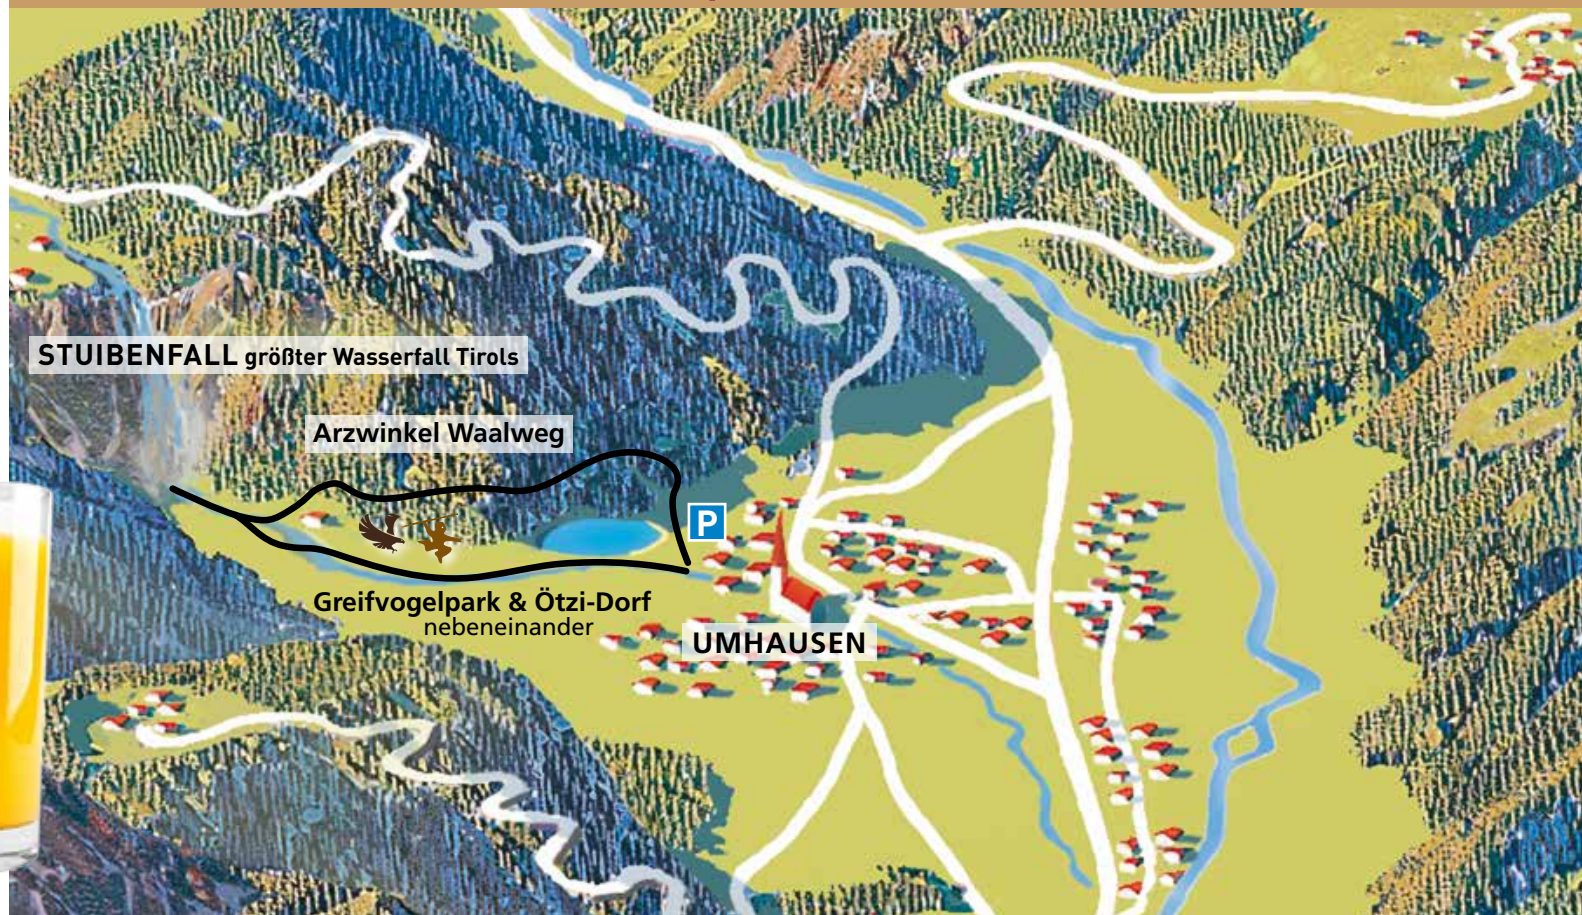 STUIBENFALL größter Wasserfall Tirols
Arzwinkel Waalweg
P
Greifvogelpark & Ötzi-Dorf
nebeneinander
UMHAUSEN